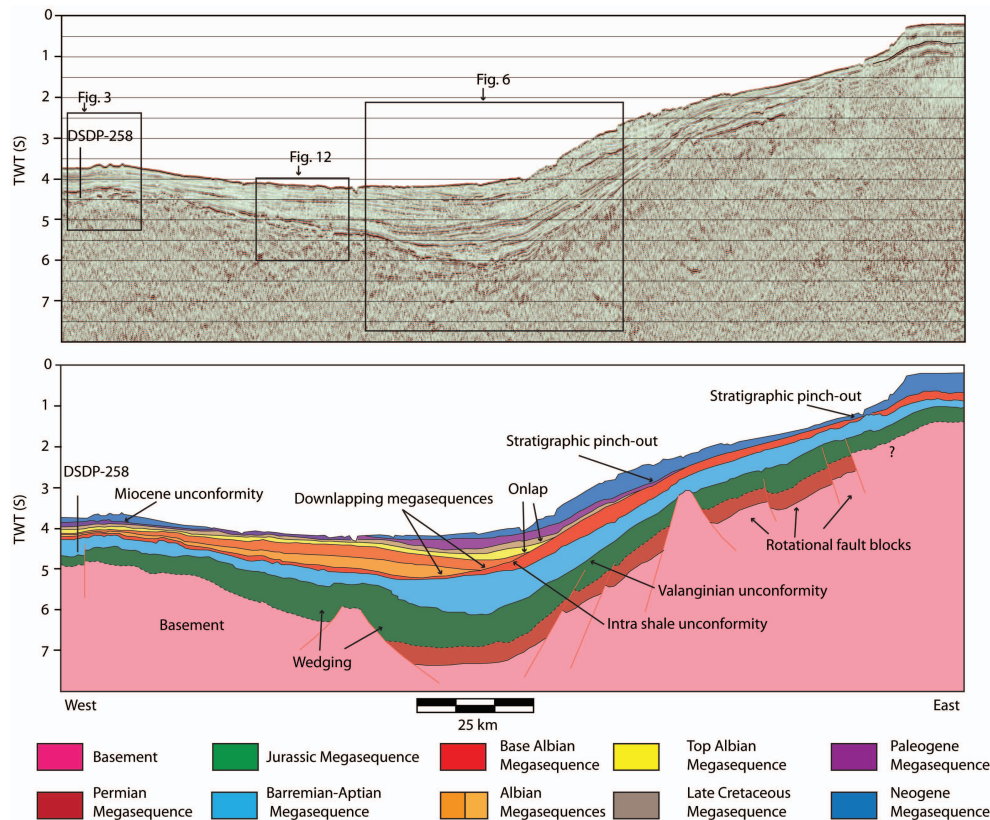 0
1
2
3
4
5
6
7
TWT (S)
Fig. 3
DSDP-258
Fig. 12
Fig. 6
0
1
2
3
4
5
6
7
TWT (S)
DSDP-258
Miocene unconformity
Downlapping megasequences
Onlap
Stratigraphic pinch-out
Stratigraphic pinch-out
?
Rotational fault blocks
Valanginian unconformity
Intra shale unconformity
Basement
Wedging
West
East
25 km
Basement
Jurassic Megasequence
Base Albian
Megasequence
Top Albian
Megasequence
Paleogene
Megasequence
Permian
Megasequence
Barremian-Aptian
Megasequence
Albian
Megasequence
Late Cretaceous
Megasequence
Neogene
Megasequence